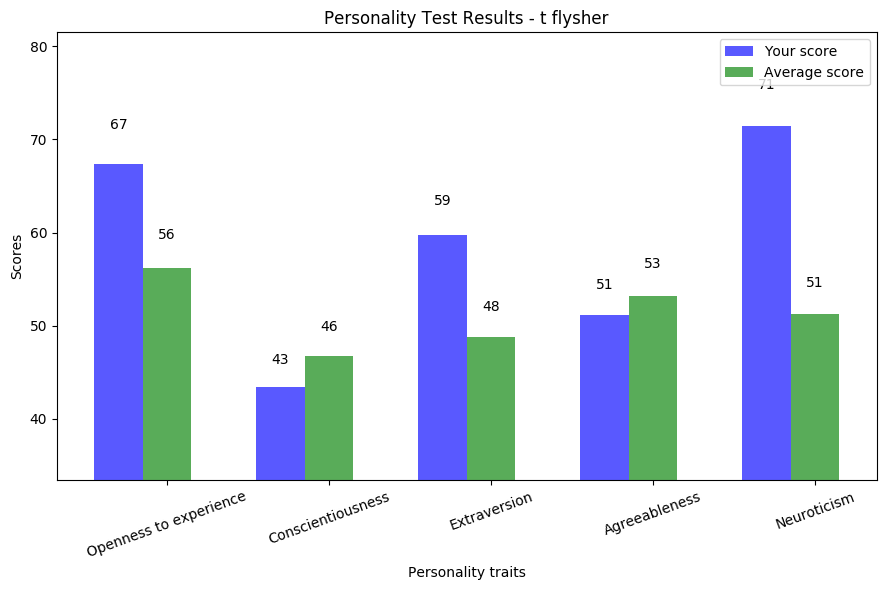 Personality Test Results - t flysher
Your score
Average score
80
70
60
50
40
Scores
67
56
43
46
59
48
51
53
71
51
Openness to experience
Conscientiousness
Extraversion
Agreeableness
Neuroticism
Personality traits